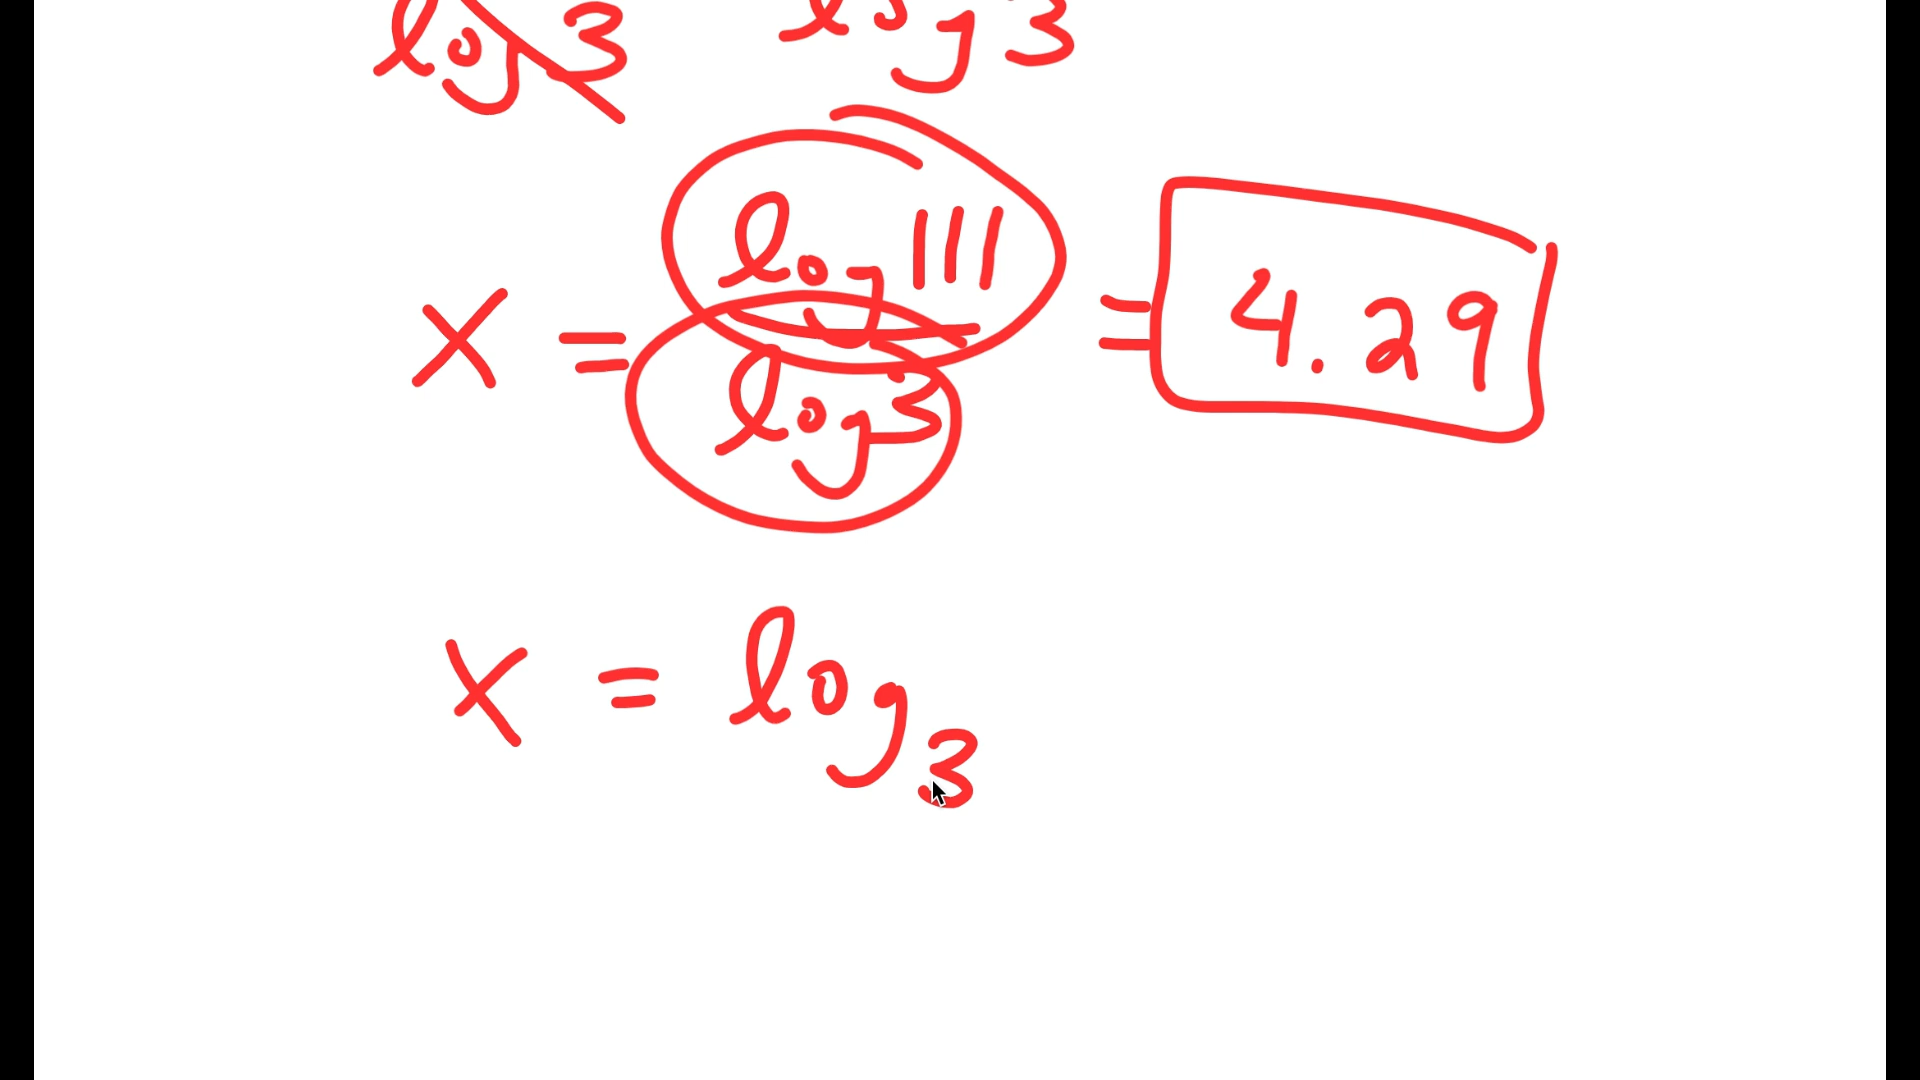 log 3 log 3
x = log 111 / log 3 = 4.29
x = log₃